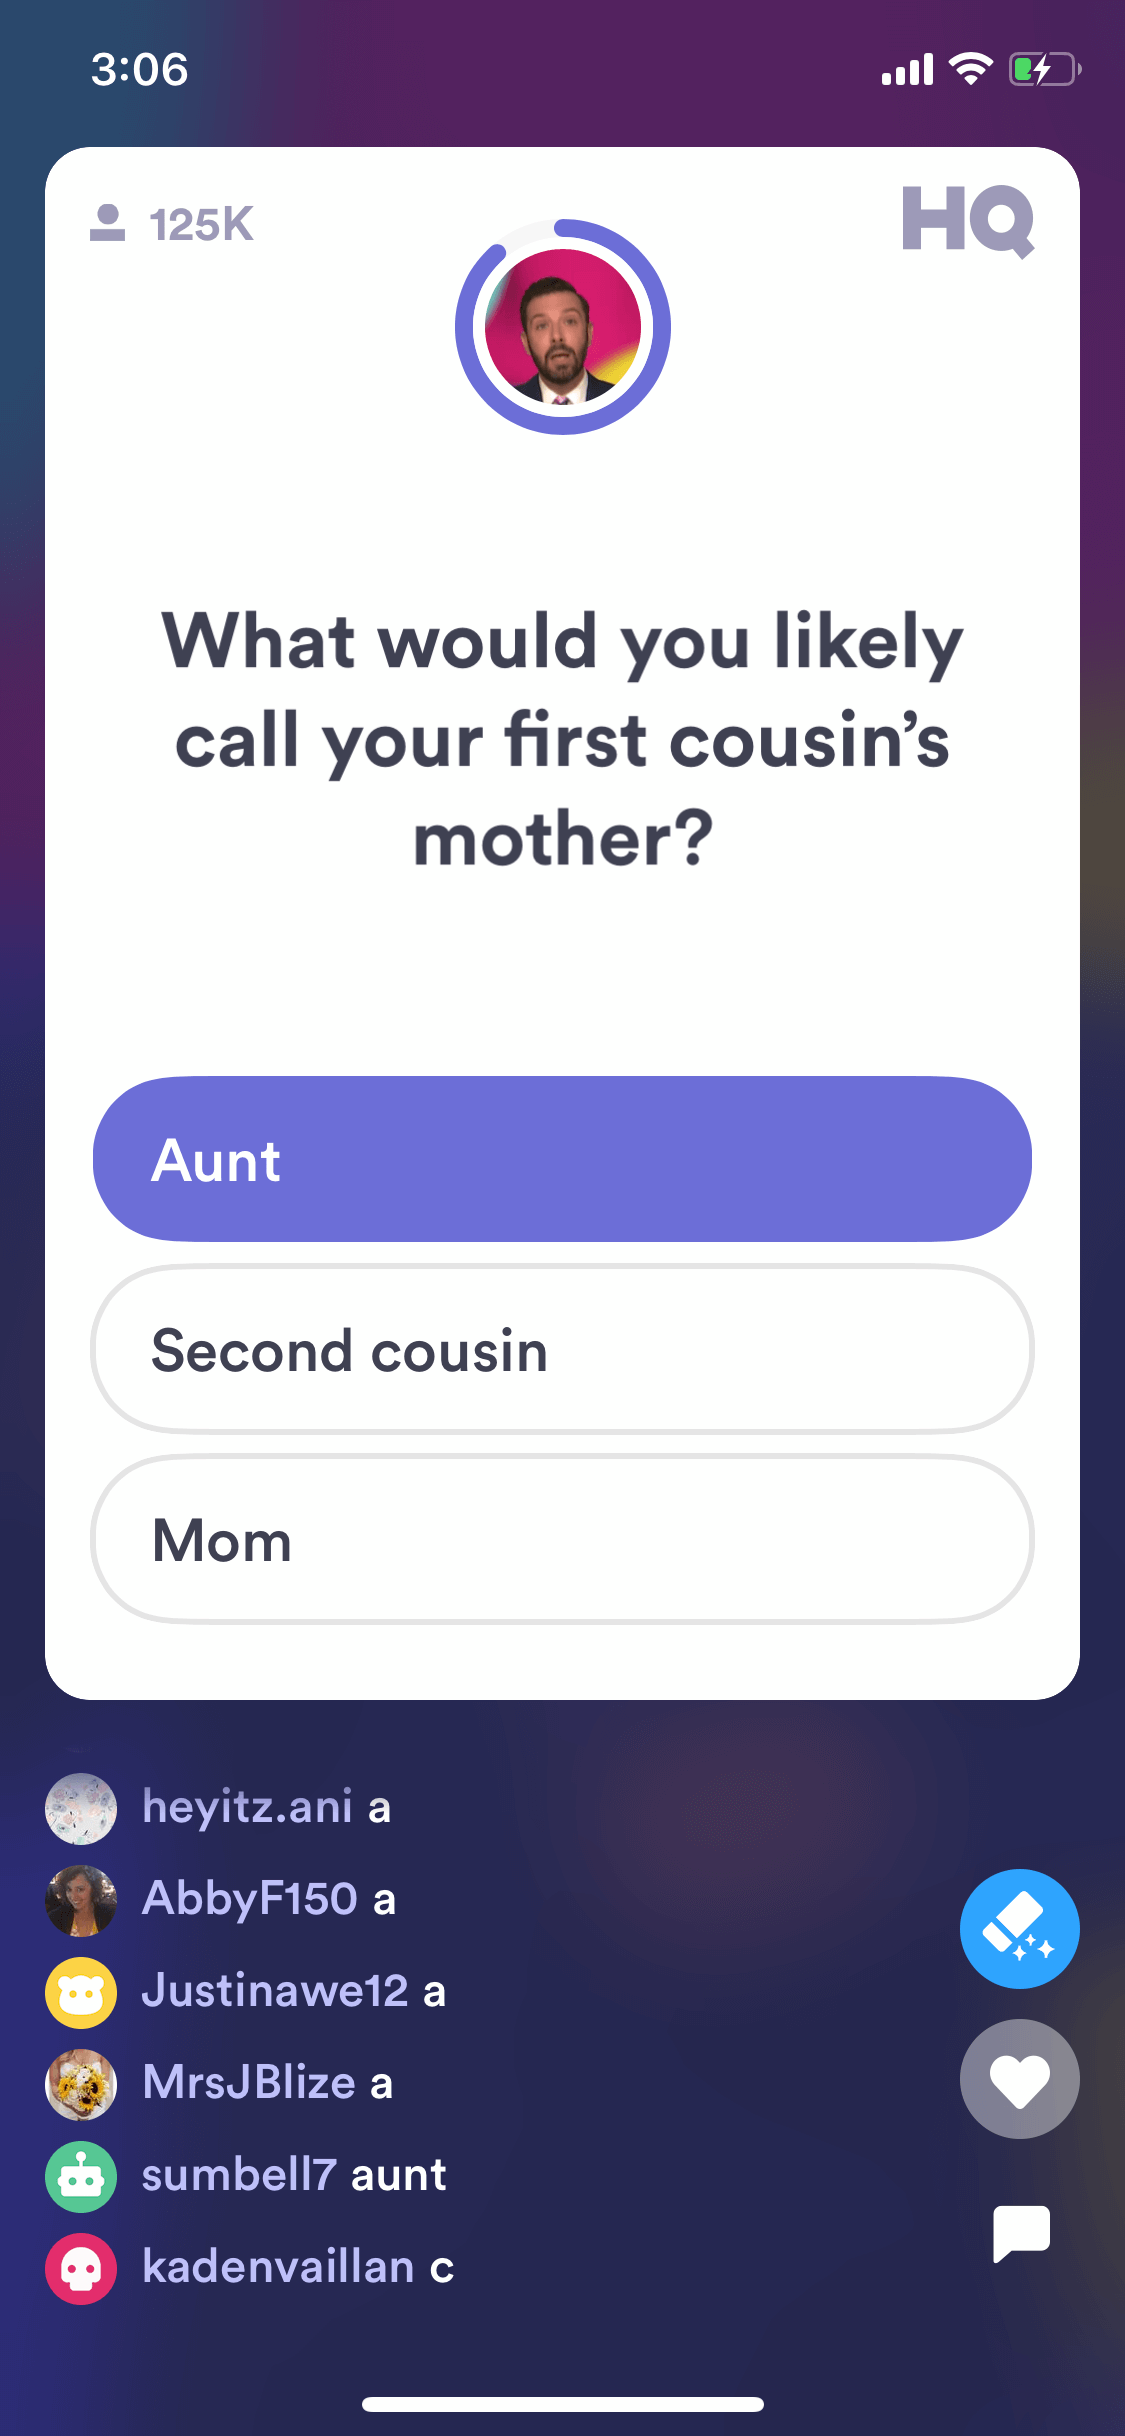 3:06
125K
HQ
What would you likely
call your first cousin’s
mother?
Aunt
Second cousin
Mom
heyitz.ani a
AbbyF150 a
Justinawe12 a
MrsJBlize a
sumbell7 aunt
kadenvaillan c